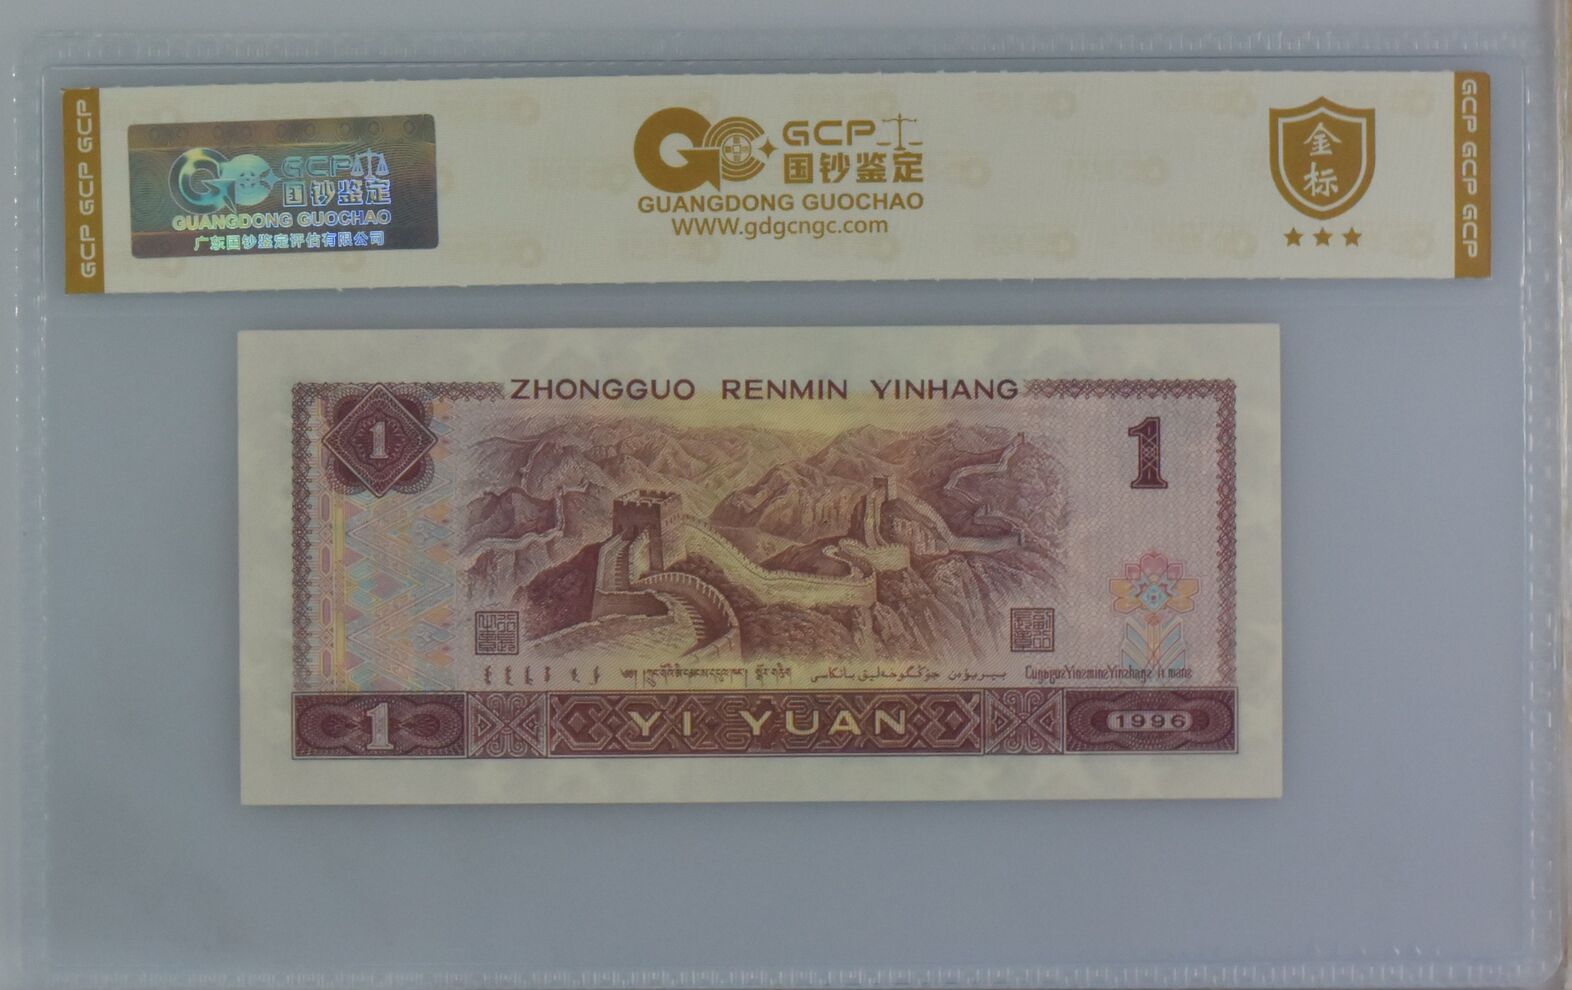 GCP GCP GCP
GCP
国钞鉴定
GUANGDONG GUOCHAO
广东国钞鉴定评估有限公司
GCP
国钞鉴定
GUANGDONG GUOCHAO
WWW.gdgcngc.com
金标
GCP GCP GCP
ZHONGGUO RENMIN YINHANG
1
1
1
YI YUAN
1996